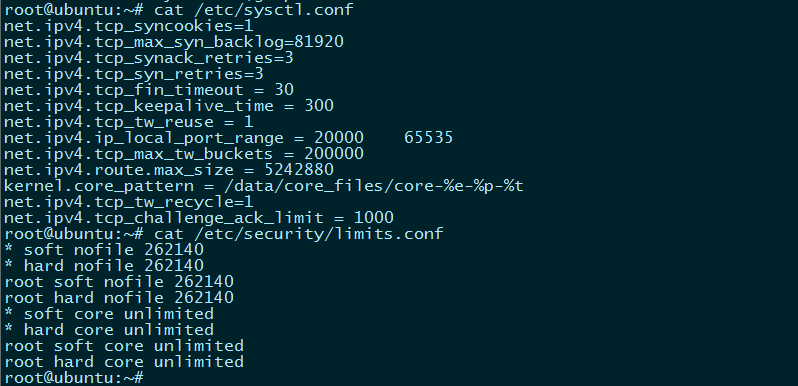 root@ubuntu:~# cat /etc/sysctl.conf
net.ipv4.tcp_syncookies=1
net.ipv4.tcp_max_syn_backlog=81920
net.ipv4.tcp_synack_retries=3
net.ipv4.tcp_syn_retries=3
net.ipv4.tcp_fin_timeout = 30
net.ipv4.tcp_keepalive_time = 300
net.ipv4.tcp_tw_reuse = 1
net.ipv4.ip_local_port_range = 20000    65535
net.ipv4.tcp_max_tw_buckets = 200000
net.ipv4.route.max_size = 5242880
kernel.core_pattern = /data/core_files/core-%e-%p-%t
net.ipv4.tcp_tw_recycle=1
net.ipv4.tcp_challenge_ack_limit = 1000
root@ubuntu:~# cat /etc/security/limits.conf
* soft nofile 262140
* hard nofile 262140
root soft nofile 262140
root hard nofile 262140
* soft core unlimited
* hard core unlimited
root soft core unlimited
root hard core unlimited
root@ubuntu:~#